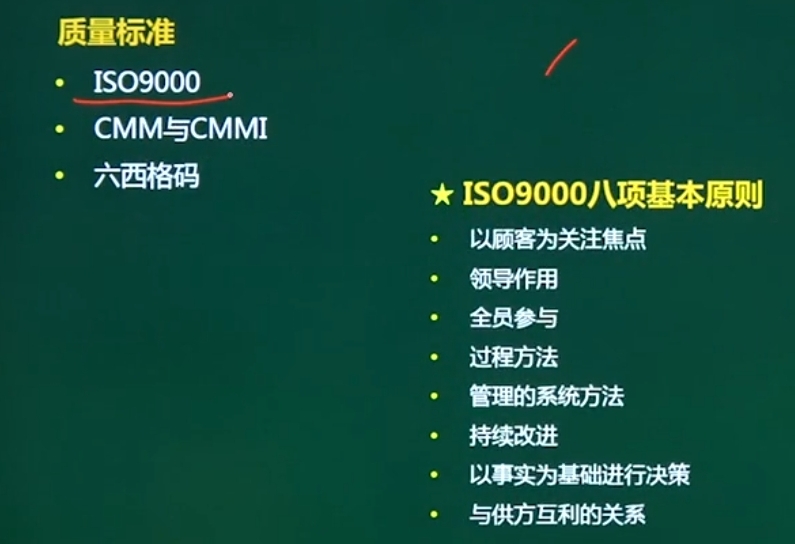 质量标准
• ISO9000
• CMM与CMMI
• 六西格码
★ ISO9000八项基本原则
• 以顾客为关注焦点
• 领导作用
• 全员参与
• 过程方法
• 管理的系统方法
• 持续改进
• 以事实为基础进行决策
• 与供方互利的关系